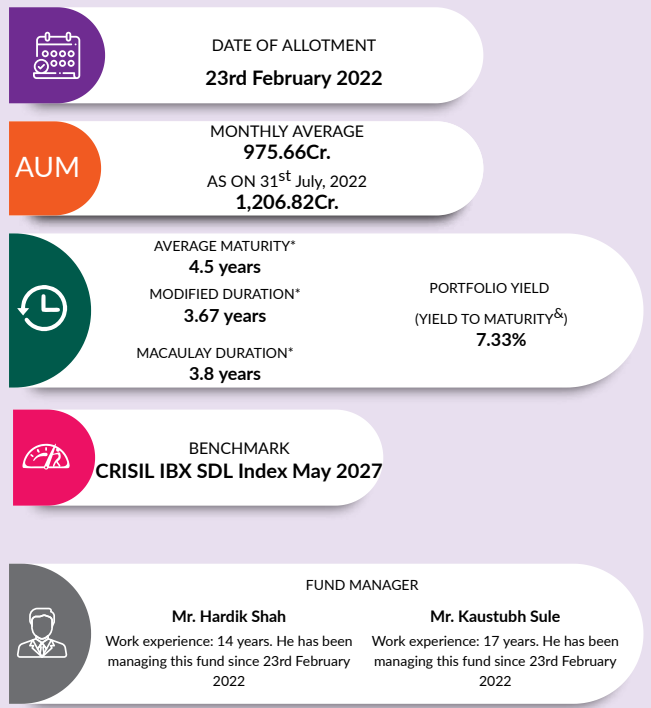 DATE OF ALLOTMENT
23rd February 2022
AUM
MONTHLY AVERAGE
975.66Cr.
AS ON 31st July, 2022
1,206.82Cr.
AVERAGE MATURITY*
4.5 years
MODIFIED DURATION*
3.67 years
MACAULAY DURATION*
3.8 years
PORTFOLIO YIELD
(YIELD TO MATURITY&)
7.33%
BENCHMARK
CRISIL IBX SDL Index May 2027
FUND MANAGER
Mr. Hardik Shah
Work experience: 14 years. He has been
managing this fund since 23rd February
2022
Mr. Kaustubh Sule
Work experience: 17 years. He has been
managing this fund since 23rd February
2022